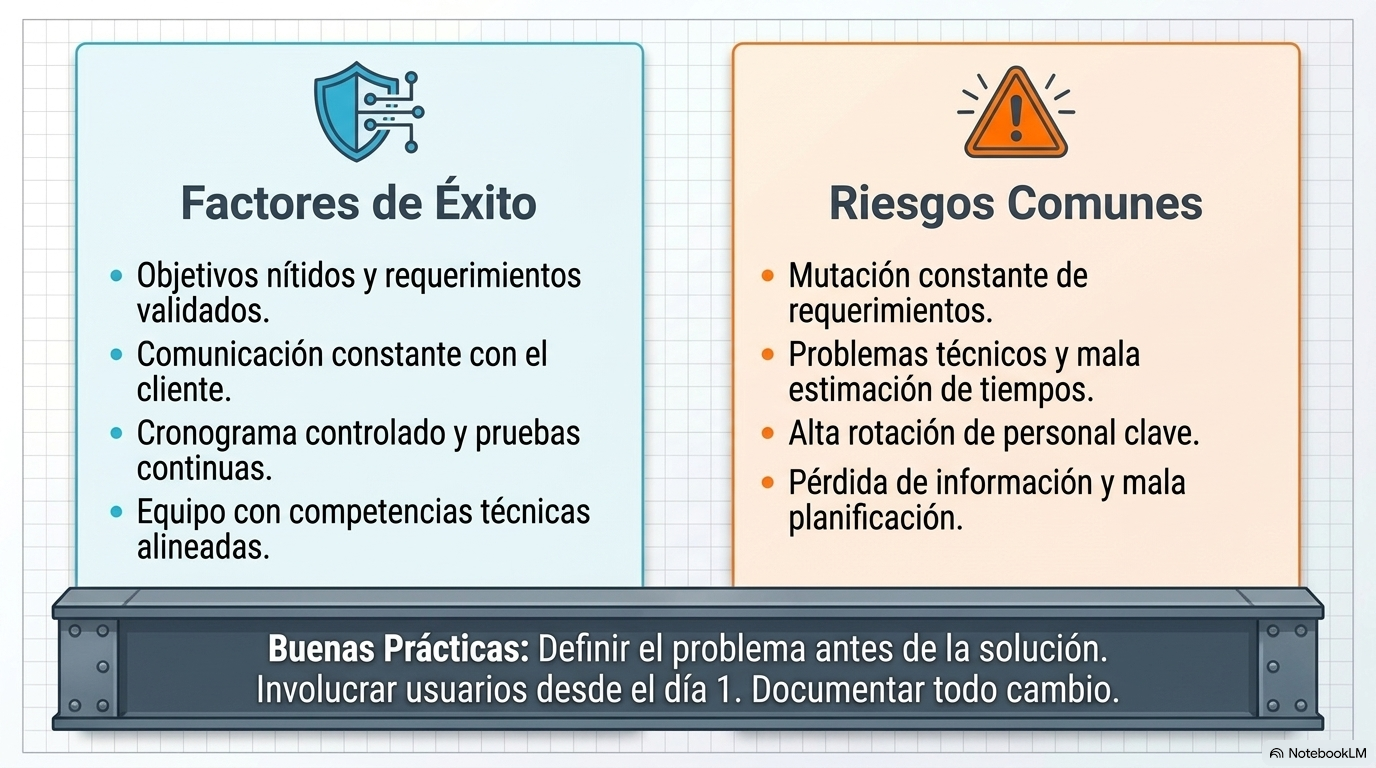 Factores de Éxito
Objetivos nítidos y requerimientos
validados.
Comunicación constante con el
cliente.
Cronograma controlado y pruebas
continuas.
Equipo con competencias técnicas
alineadas.
Riesgos Comunes
Mutación constante de
requerimientos.
Problemas técnicos y mala
estimación de tiempos.
Alta rotación de personal clave.
Pérdida de información y mala
planificación.
Buenas Prácticas: Definir el problema antes de la solución.
Involucrar usuarios desde el día 1. Documentar todo cambio.
NotebookLM